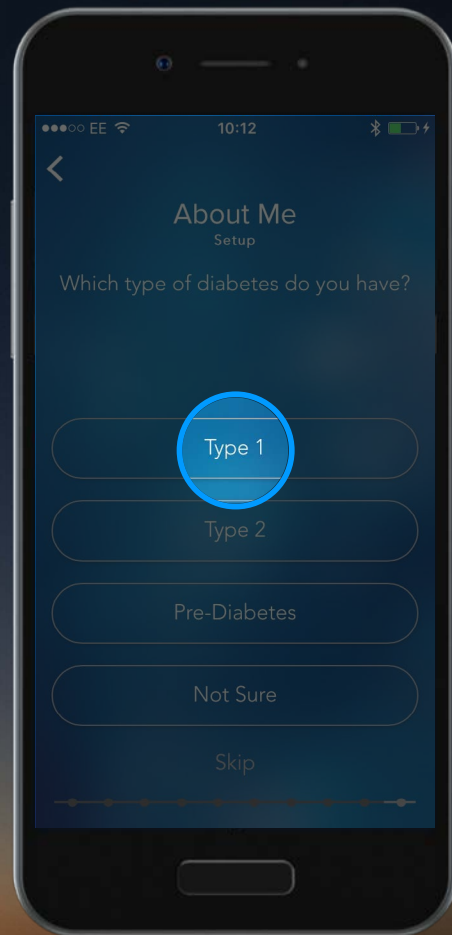 EE
10:12
About Me
Setup
Which type of diabetes do you have?
Type 1
Type 2
Pre-Diabetes
Not Sure
Skip